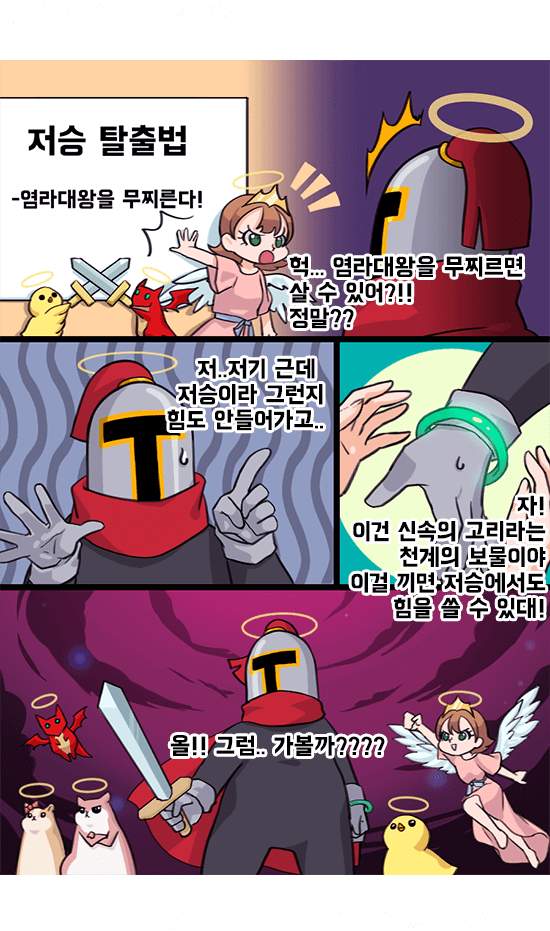 저승 탈출법
-염라대왕을 무찌른다!
헉... 염라대왕을 무찌르면
살 수 있어?!!
정말??
저..저기 근데
저승이라 그런지
힘도 안들어가고..
자!
이건 신속의 고리라는
천계의 보물이야
이걸 끼면 저승에서도
힘을 쓸 수 있대!
올!! 그럼.. 가볼까????